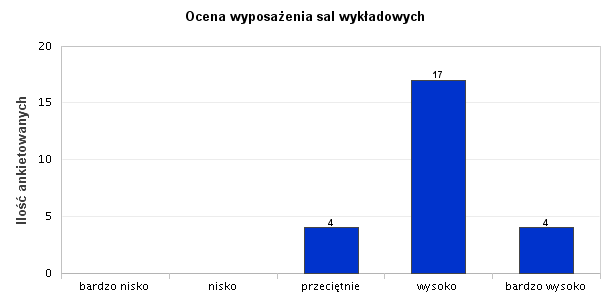 Ocena wyposażenia sal wykładowych
Ilość ankietowanych
20
15
10
5
0
4
17
4
bardzo nisko
nisko
przeciętnie
wysoko
bardzo wysoko